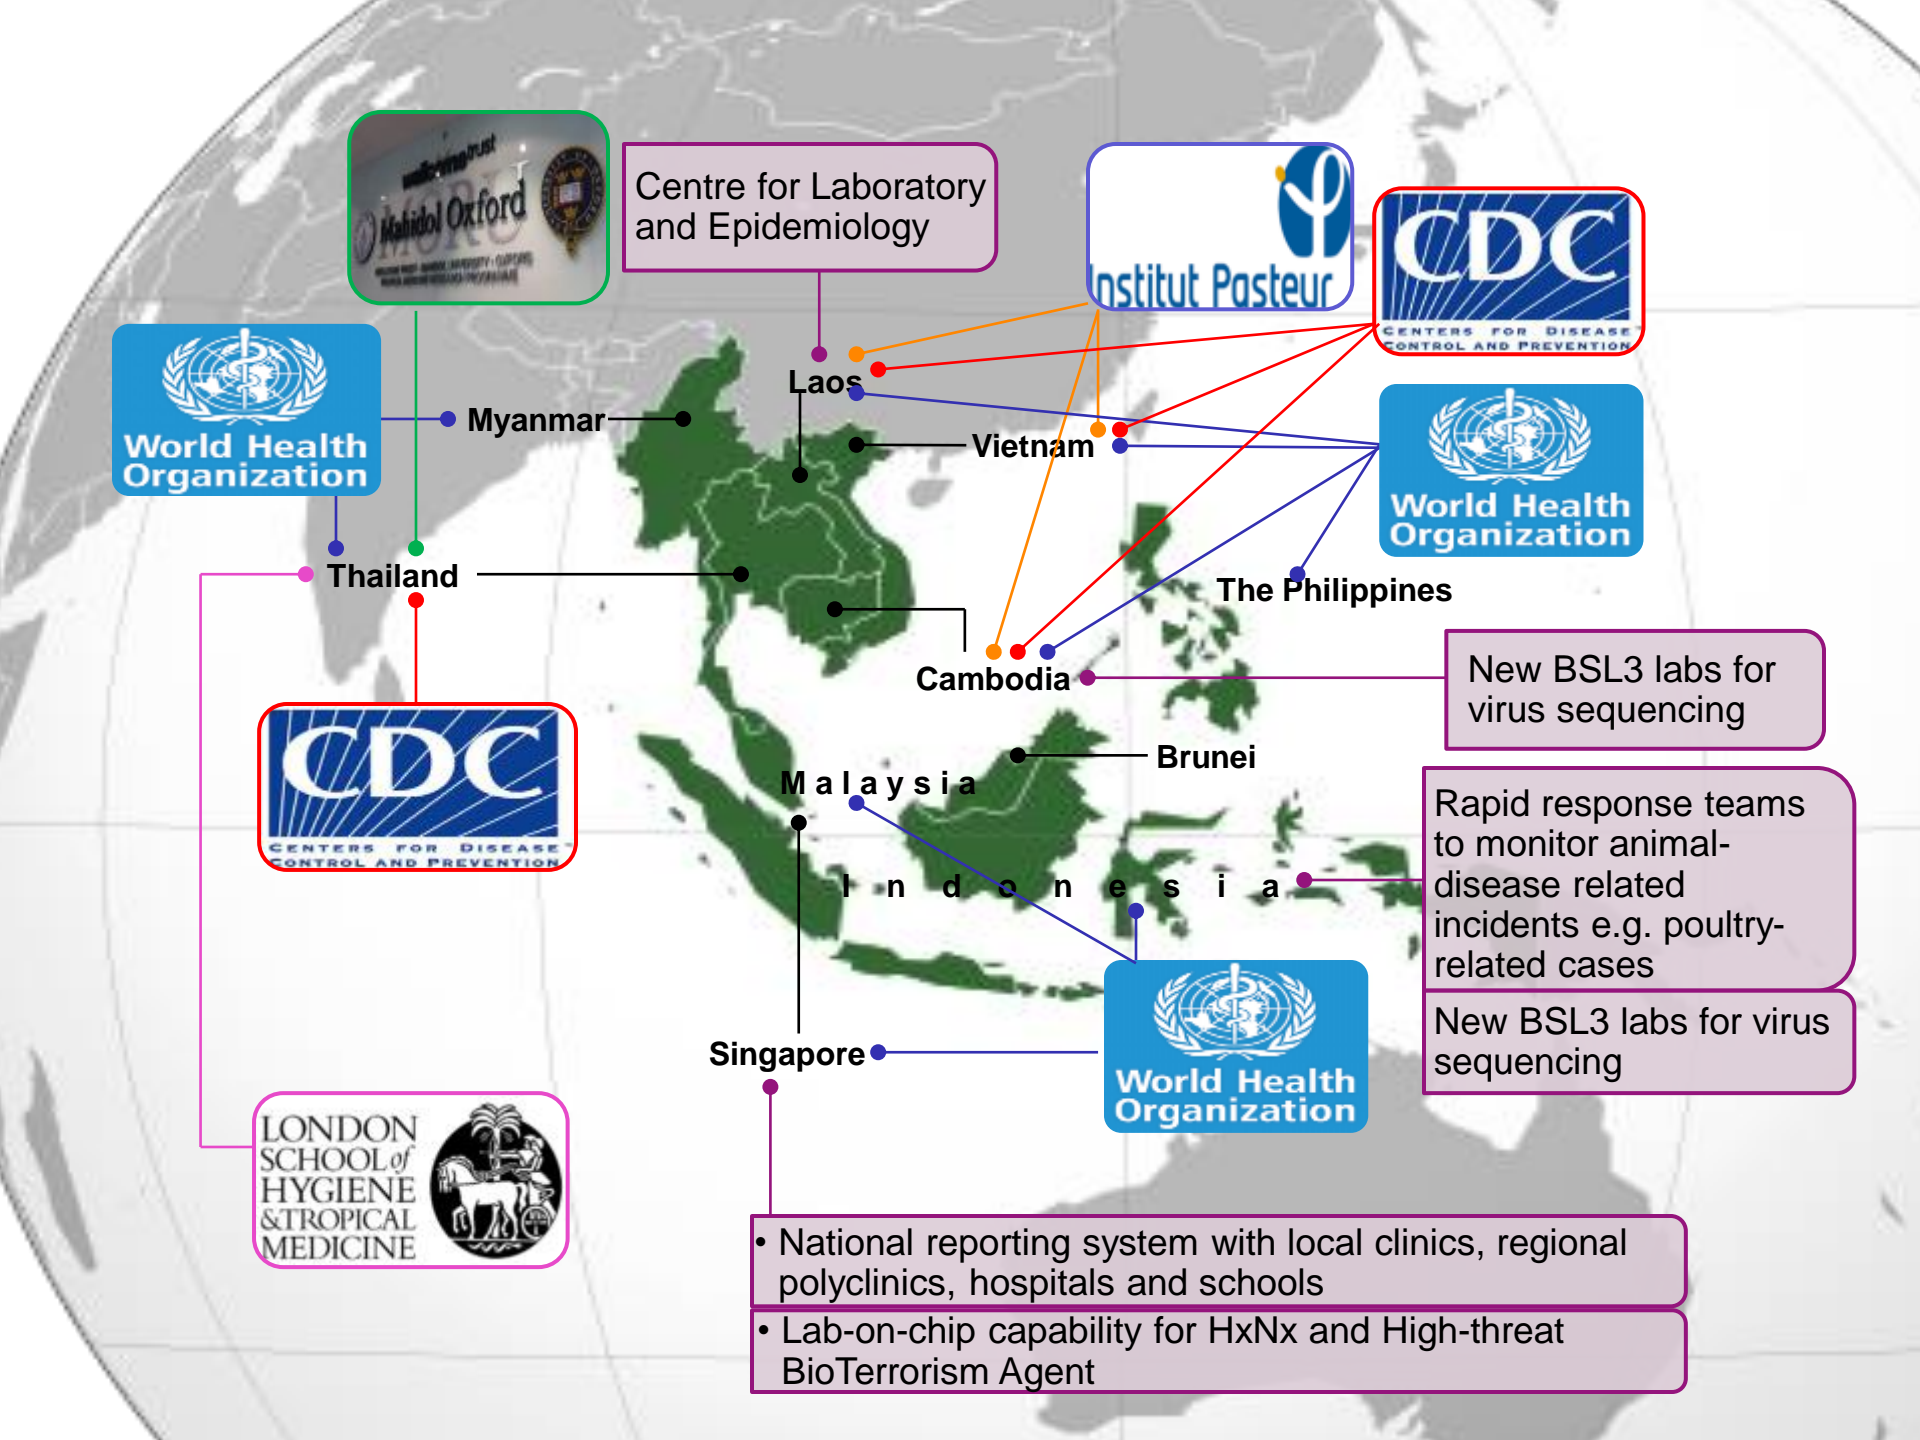 wellcome trust
Mahidol Oxford
Centre for Laboratory
and Epidemiology
Institut Pasteur
CDC
CENTERS FOR DISEASE
CONTROL AND PREVENTION
World Health
Organization
Laos
Myanmar
Vietnam
World Health
Organization
Thailand
The Philippines
Cambodia
New BSL3 labs for
virus sequencing
CDC
CENTERS FOR DISEASE
CONTROL AND PREVENTION
Brunei
Malaysia
Indonesia
Rapid response teams
to monitor animal-
disease related
incidents e.g. poultry-
related cases
New BSL3 labs for virus
sequencing
Singapore
World Health
Organization
LONDON
SCHOOL of
HYGIENE
&TROPICAL
MEDICINE
• National reporting system with local clinics, regional
polyclinics, hospitals and schools
• Lab-on-chip capability for HxNx and High-threat
BioTerrorism Agent